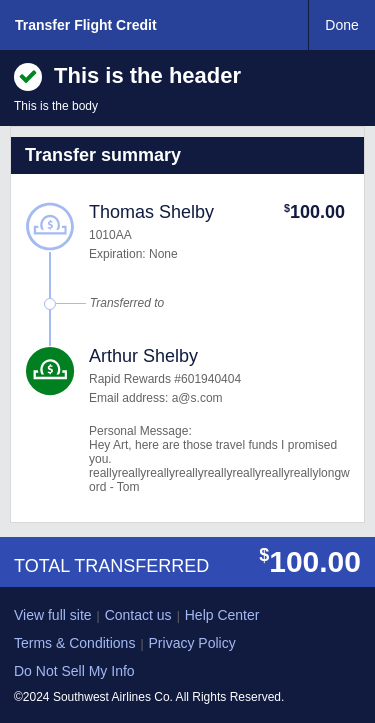 Transfer Flight Credit Done
This is the header
This is the body
Transfer summary
Thomas Shelby $100.00
1010AA
Expiration: None
Transferred to
Arthur Shelby
Rapid Rewards #601940404
Email address: a@s.com
Personal Message:
Hey Art, here are those travel funds I promised
you.
reallyreallyreallyreallyreallyreallyreallyreallylongw
ord - Tom
TOTAL TRANSFERRED $100.00
View full site | Contact us | Help Center
Terms & Conditions | Privacy Policy
Do Not Sell My Info
©2024 Southwest Airlines Co. All Rights Reserved.